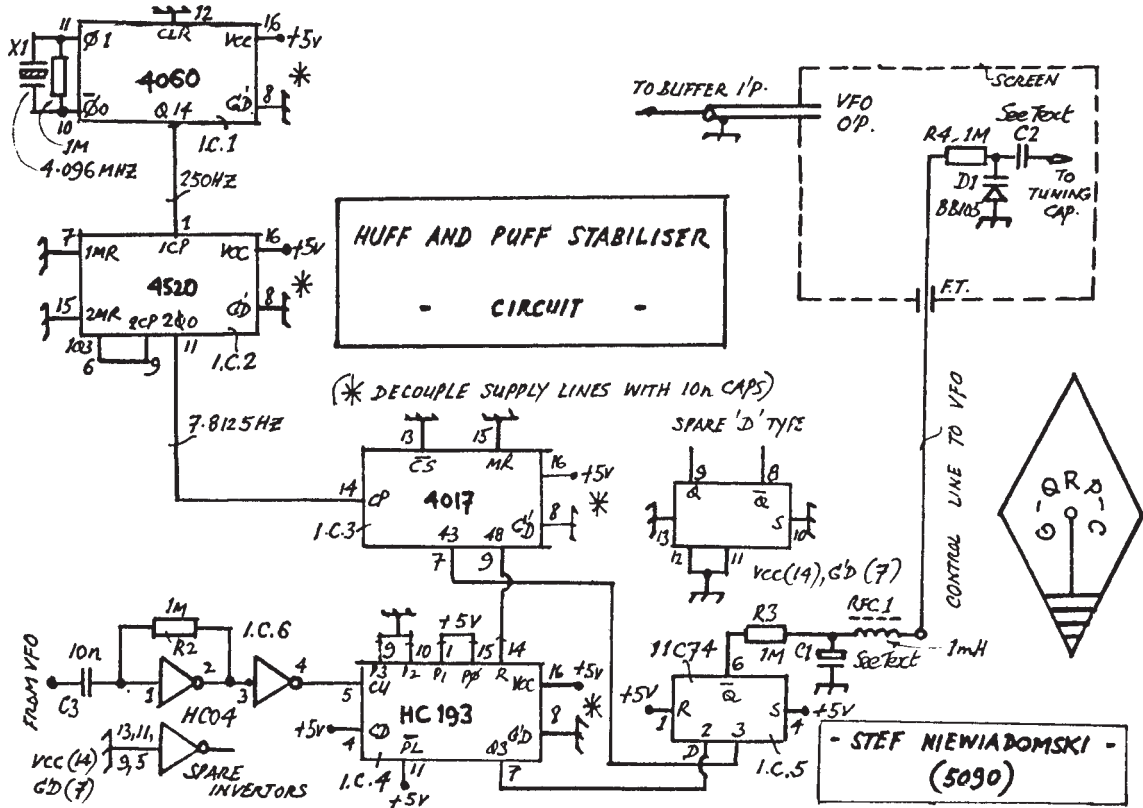 12
11
Ø1
CLR
VCC
16
+5V
X1
4060
*
Ø0
Q14
G'D
8
10
1M
I.C.1
4.096MHZ
250HZ
1
7
1MR
1CP
VCC
16
+5V
4520
*
15
2MR
2CP
2Q0
G'D
8
1Q3
6
9
11
I.C.2
7.8125HZ
HUFF AND PUFF STABILISER
- CIRCUIT -
(* DECOUPLE SUPPLY LINES WITH 10n CAPS)
TO BUFFER I'P.
VFO
O'P.
SCREEN
See Text
R4, 1M
C2
D1
BB105
TO
TUNING
CAP.
F.T.
CONTROL LINE TO VFO
G-QRP-C
13
15
CS
MR
16
+5V
14
CP
4017
*
G'D
8
I.C.3
7
9
SPARE 'D' TYPE
9
8
Q
Q
S
13
10
12
11
VCC(14), G'D(7)
FROM VFO
10n
C3
1M
R2
I.C.6
1
2
3
4
HC04
13,11,
9,5
VCC(14)
G'D(7)
SPARE
INVERTORS
+5V
9
10
1
15
14
P3
P2
P1
PØ
R
VCC
16
+5V
5
CU
HC193
*
+5V
4
CD
PL
G'D
8
I.C.4
11
+5V
7
11C74
6
Q
+5V
1
R
S
4
+5V
2
3
D
I.C.5
R3
1M
C1
RFC1
See Text
1mH
- STEF NIEWIADOMSKI -
(5090)